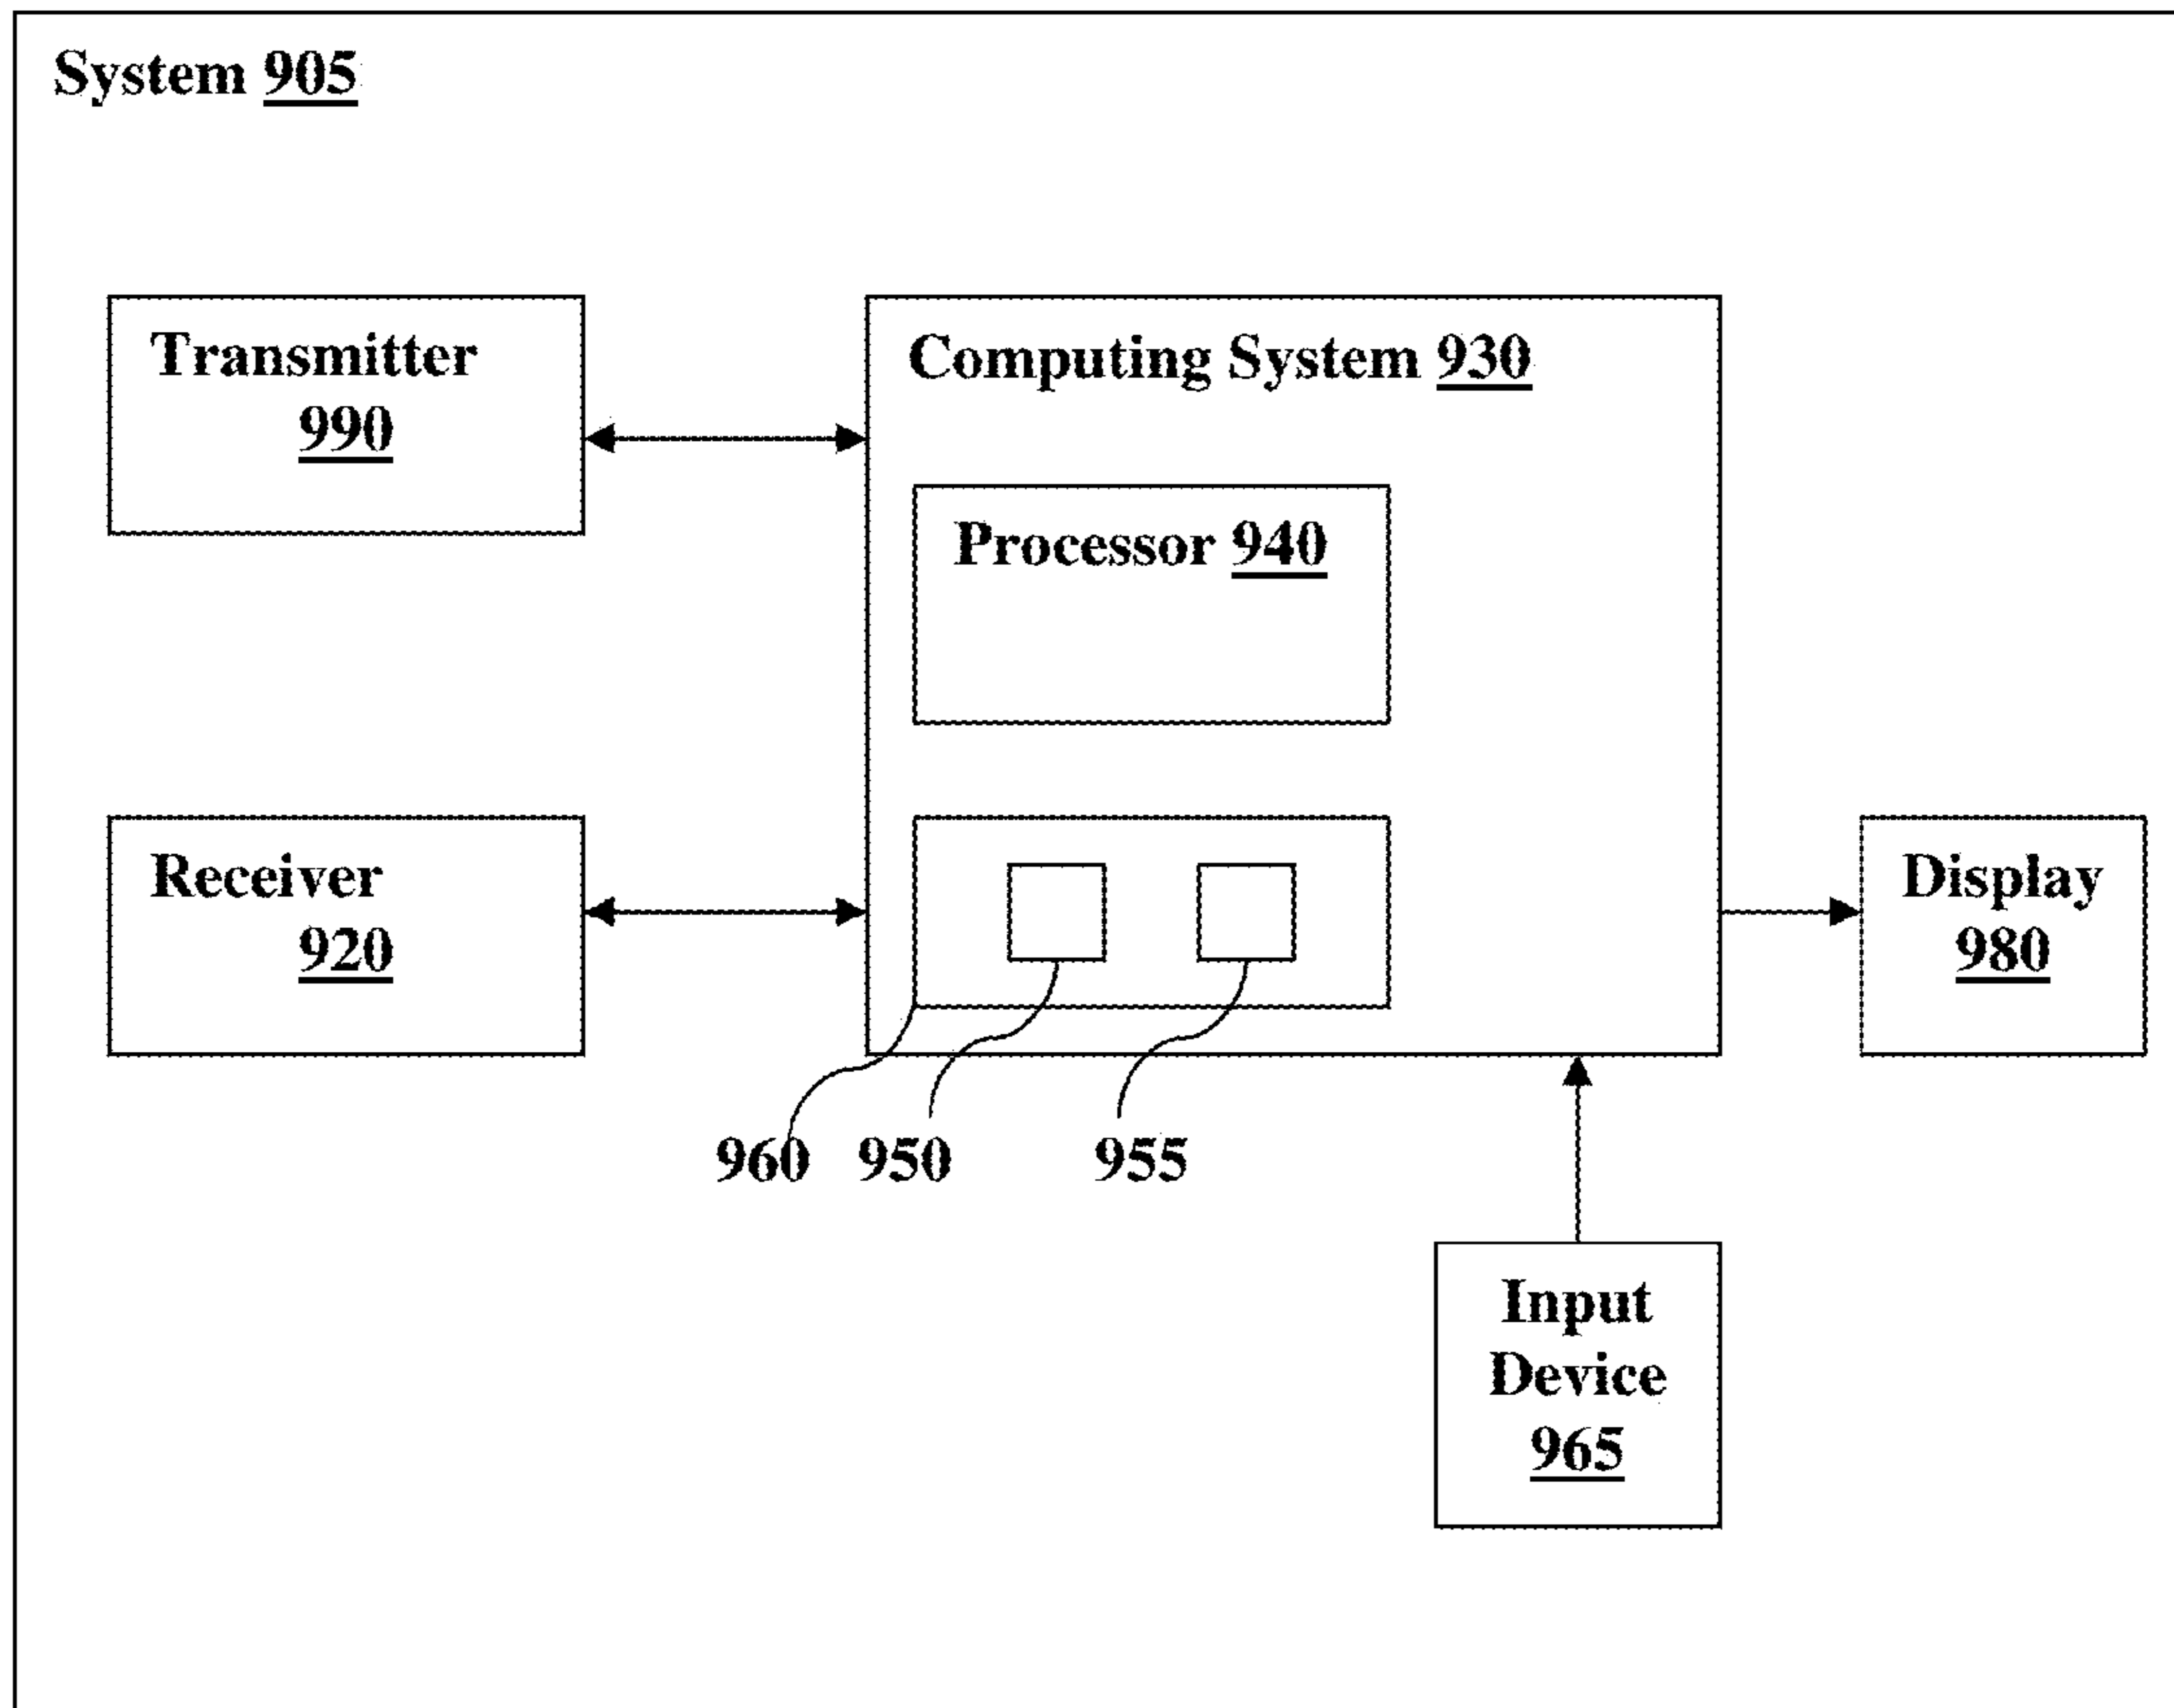 System 905
Transmitter
990
Computing System 930
Processor 940
Receiver
920
Display
980
960 950 955
Input
Device
965